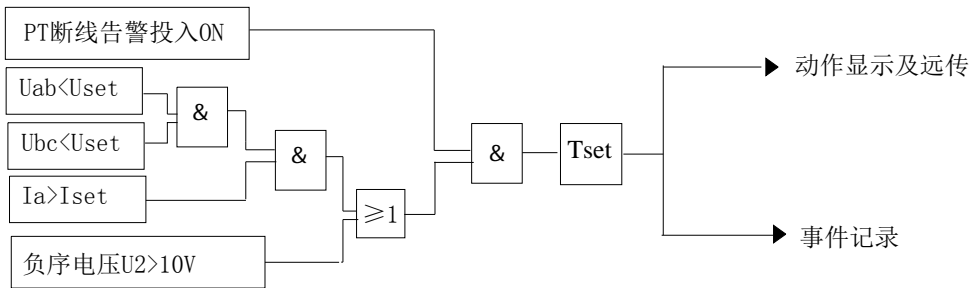 PT断线告警投入ON
动作显示及远传
Uab<Uset
&
Ubc<Uset
&
&
Tset
Ia>Iset
≥1
负序电压U2>10V
事件记录